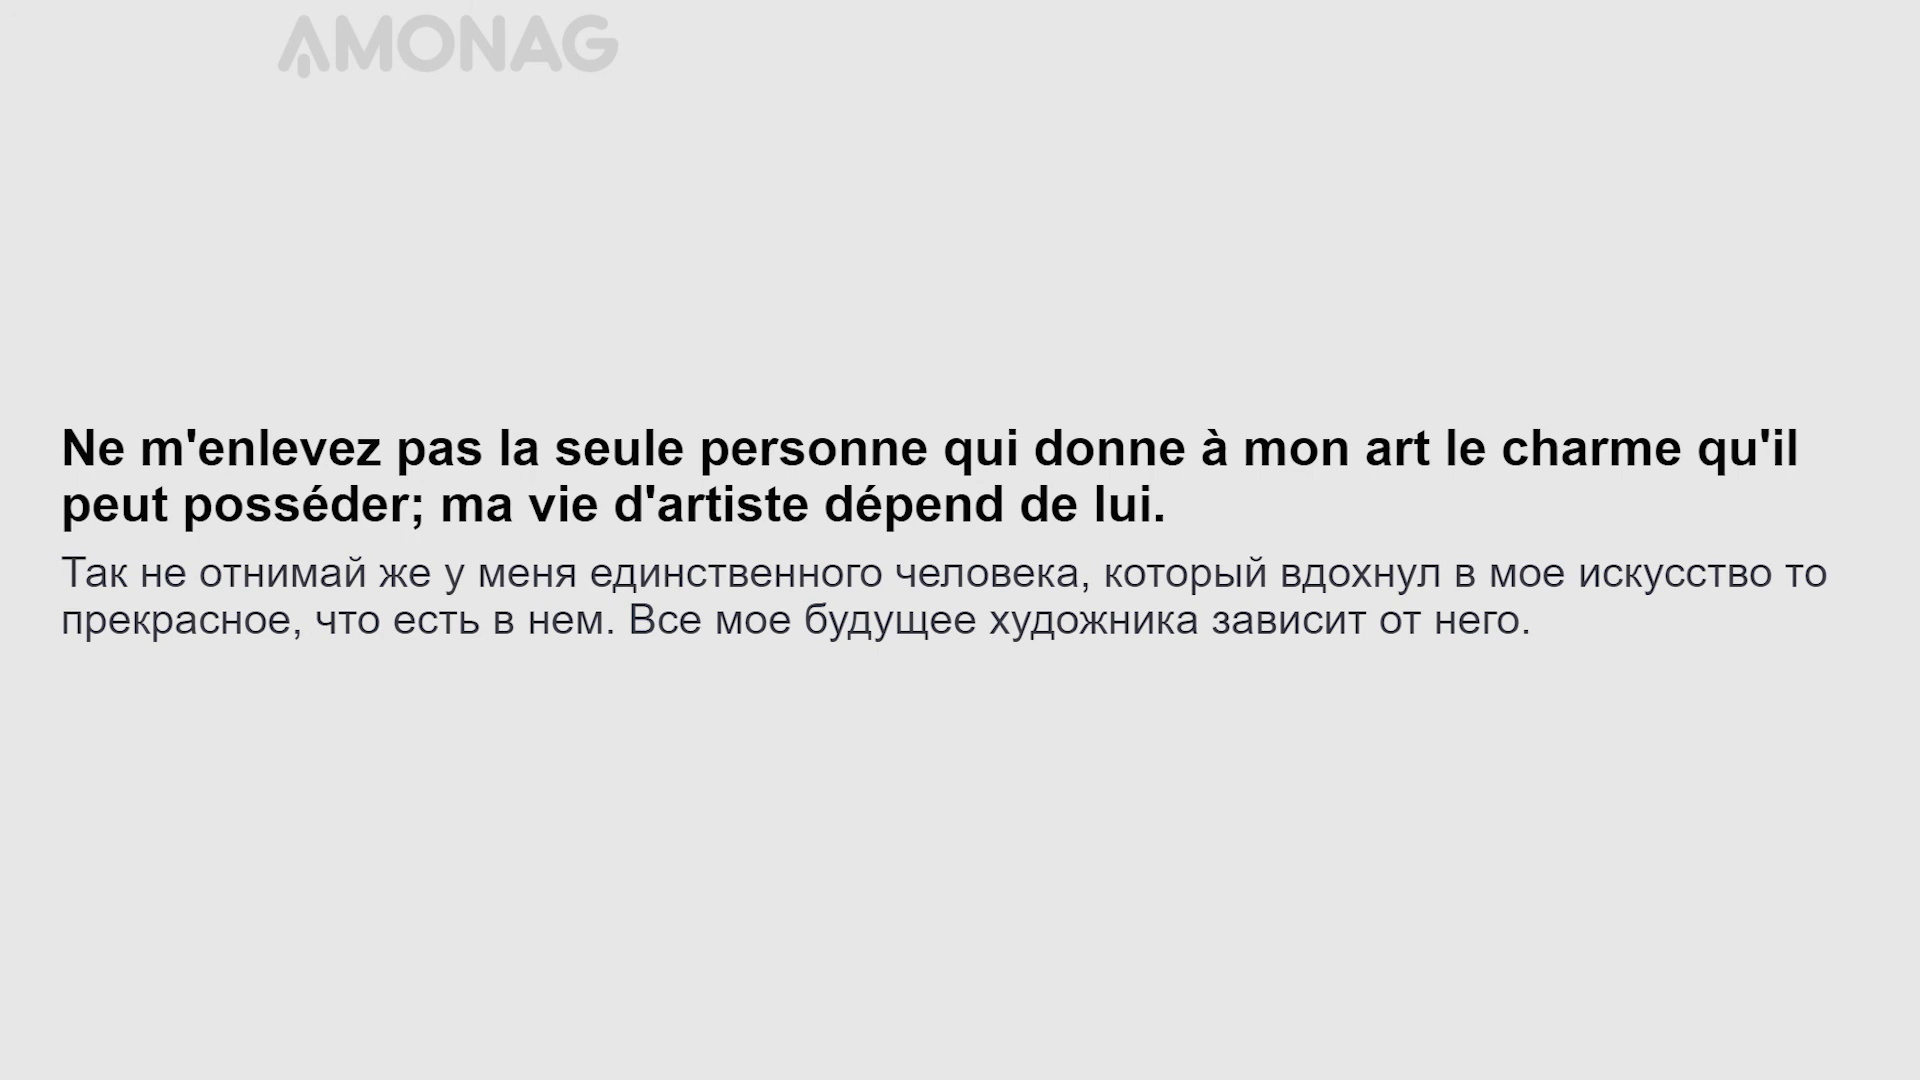 AMONAG
Ne m'enlevez pas la seule personne qui donne à mon art le charme qu'il
peut posséder; ma vie d'artiste dépend de lui.
Так не отнимай же у меня единственного человека, который вдохнул в мое искусство то
прекрасное, что есть в нем. Все мое будущее художника зависит от него.